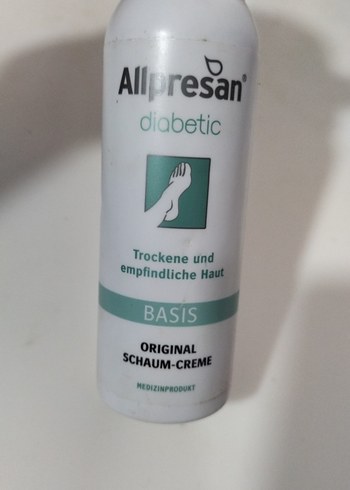 Allpresan®
diabetic
Trockene und
empfindliche Haut
BASIS
ORIGINAL
SCHAUM-CREME
MEDIZINPRODUKT